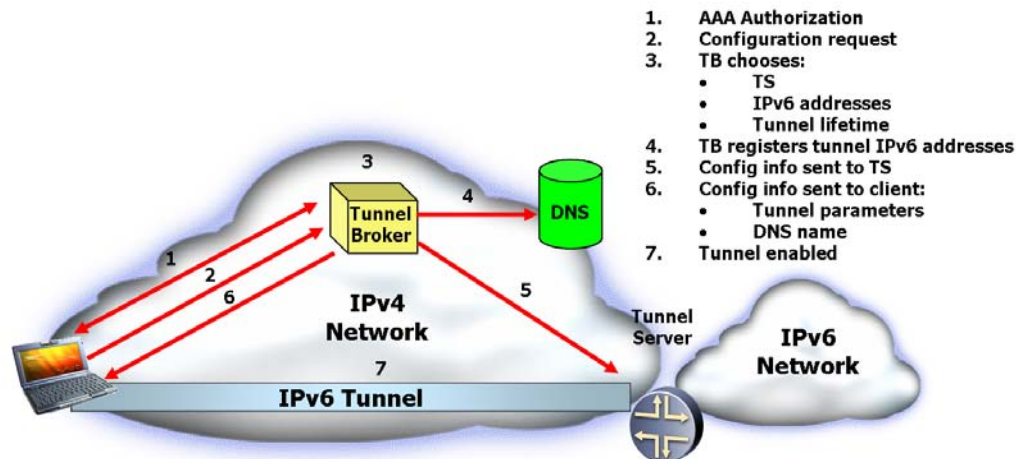 1. AAA Authorization
2. Configuration request
3. TB chooses:
• TS
• IPv6 addresses
• Tunnel lifetime
4. TB registers tunnel IPv6 addresses
5. Config info sent to TS
6. Config info sent to client:
• Tunnel parameters
• DNS name
7. Tunnel enabled
3
4
Tunnel
Broker
DNS
1
2
6
5
IPv4
Network
Tunnel
Server
IPv6
Network
7
IPv6 Tunnel